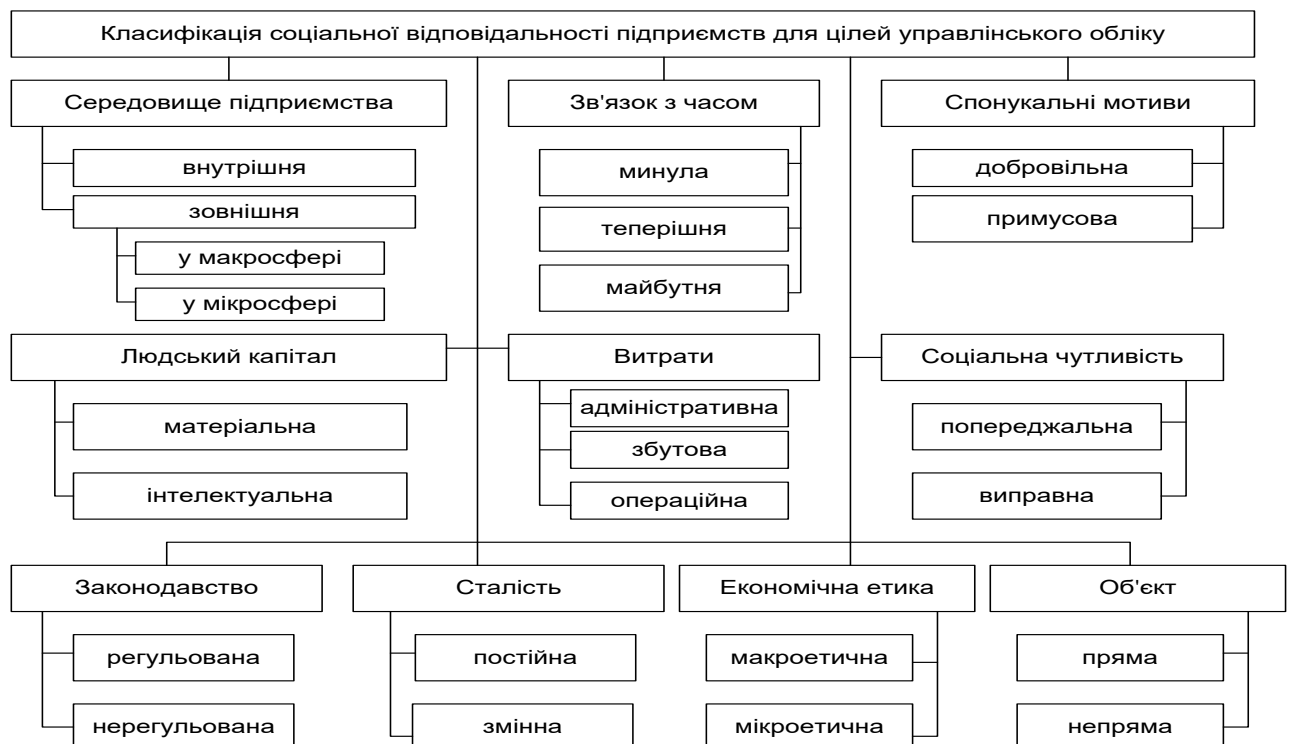 Класифікація соціальної відповідальності підприємств для цілей управлінського обліку
Середовище підприємства
внутрішня
зовнішня
у макросфері
у мікросфері
Зв'язок з часом
минула
теперішня
майбутня
Спонукальні мотиви
добровільна
примусова
Людський капітал
матеріальна
інтелектуальна
Витрати
адміністративна
збутова
операційна
Соціальна чутливість
попереджальна
виправна
Законодавство
регульована
нерегульована
Сталість
постійна
змінна
Економічна етика
макроетична
мікроетична
Об'єкт
пряма
непряма